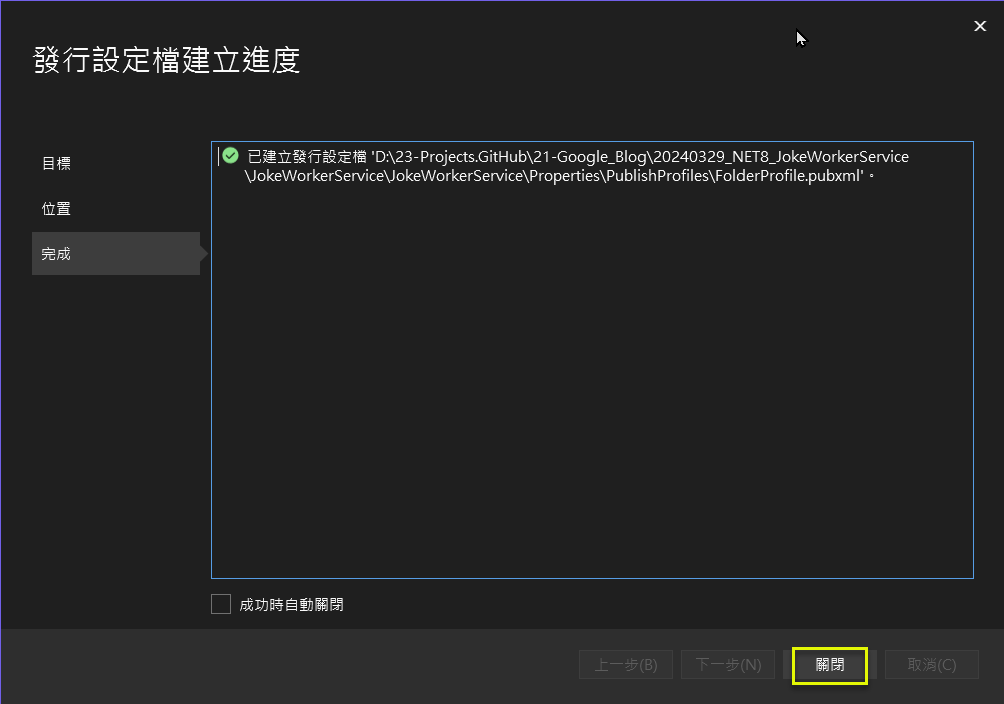 發行設定檔建立進度
目標
位置
完成
已建立發行設定檔 'D:\23-Projects.GitHub\21-Google_Blog\20240329_NET8_JokeWorkerService
\JokeWorkerService\JokeWorkerService\Properties\PublishProfiles\FolderProfile.pubxml'。
成功時自動關閉
上一步(B)
下一步(N)
關閉
取消(C)